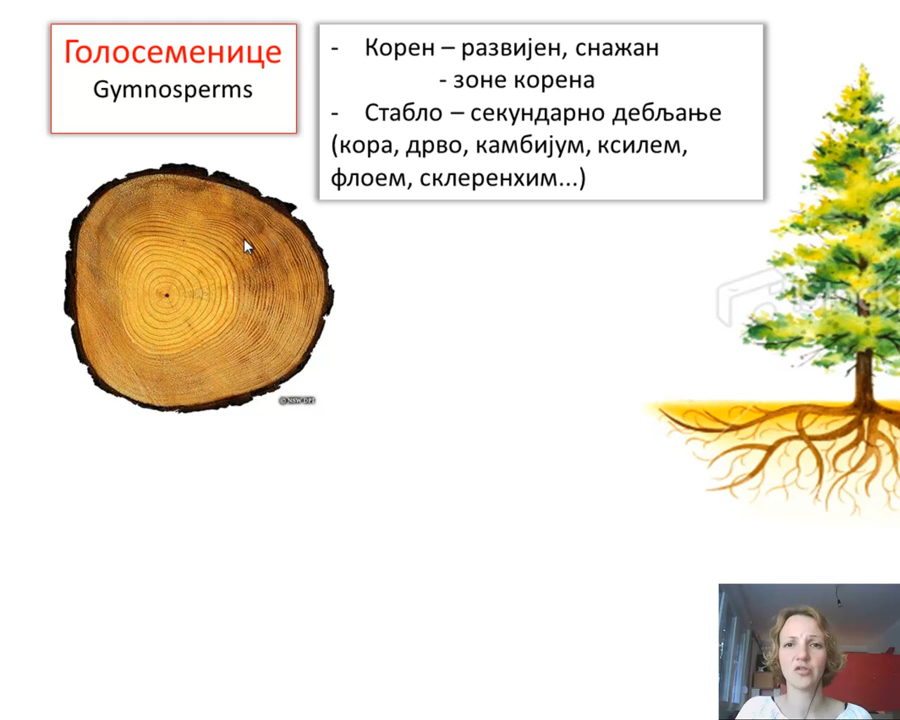 Голосеменице
Gymnosperms
- Корен – развијен, снажан
- зоне корена
- Стабло – секундарно дебљање
(кора, дрво, камбијум, ксилем,
флоем, склеренхим...)